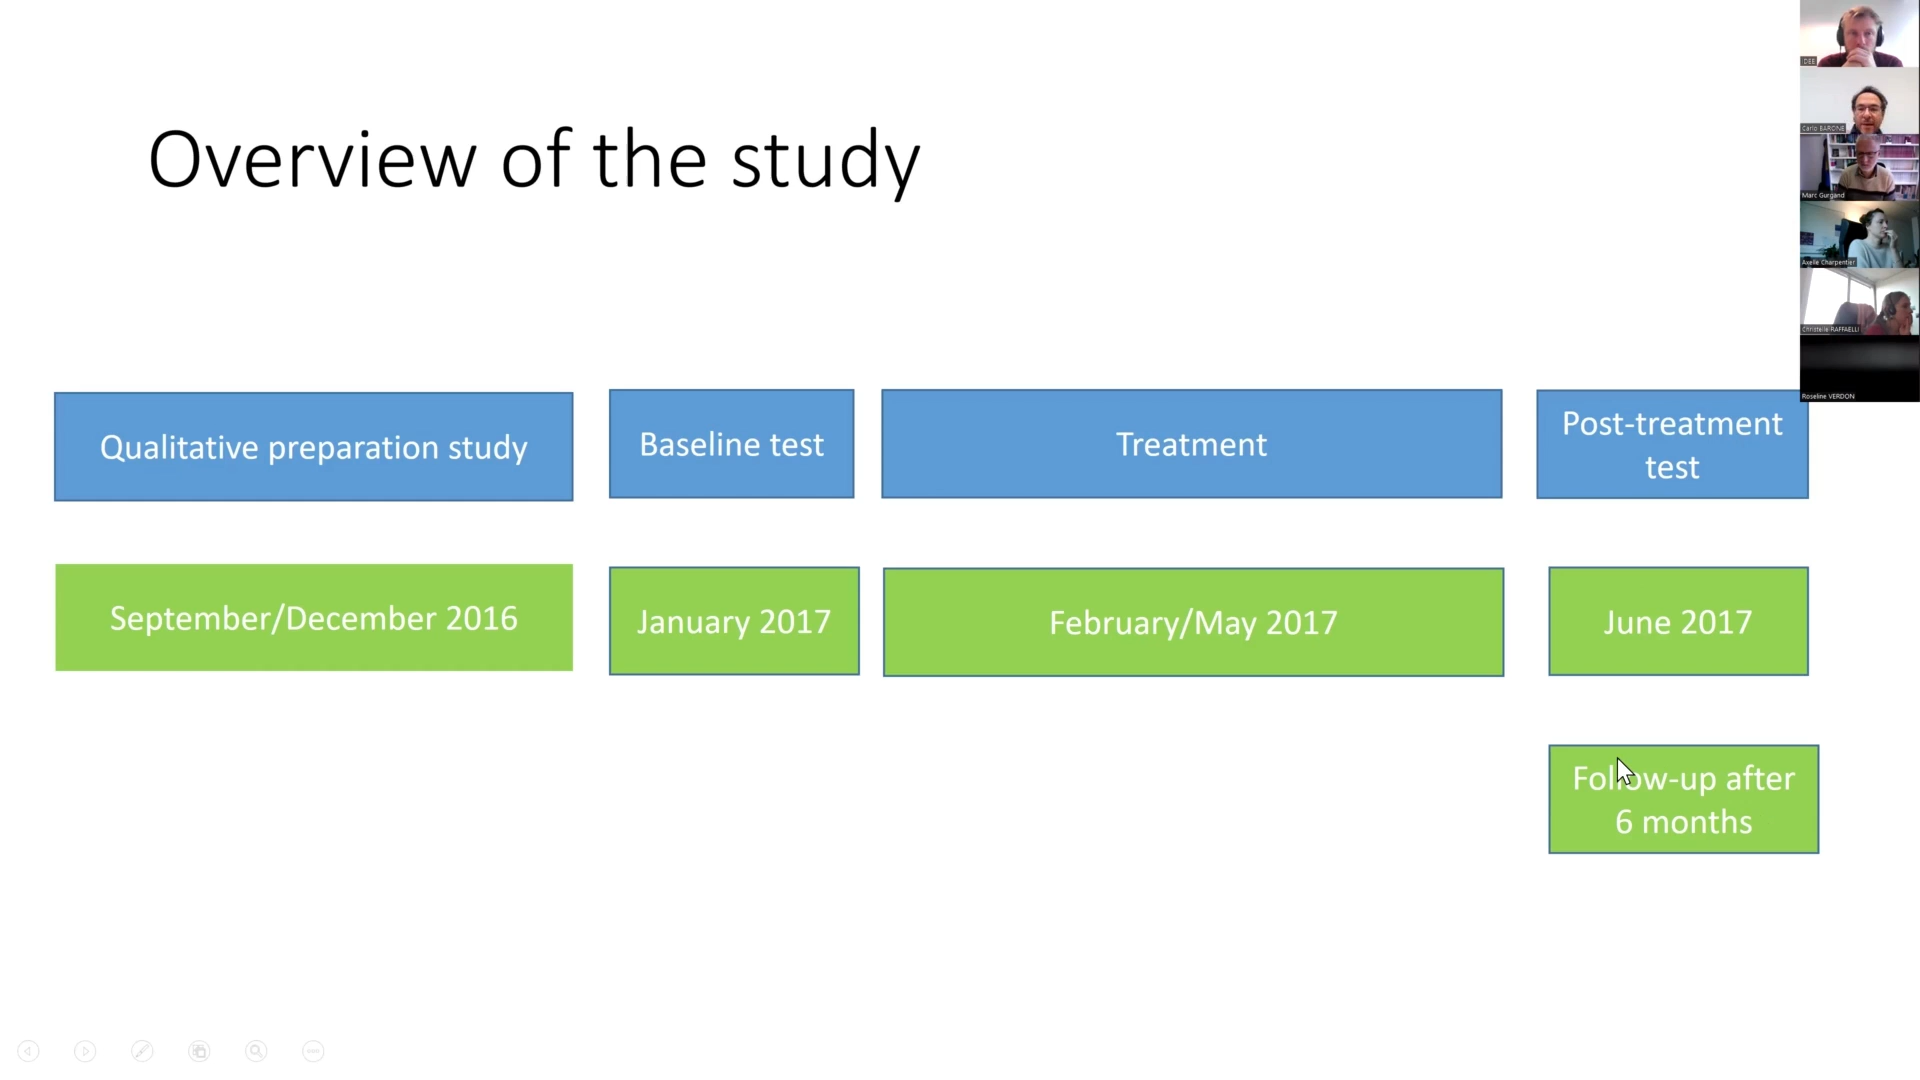 Overview of the study
Qualitative preparation study
Baseline test
Treatment
Post-treatment
test
September/December 2016
January 2017
February/May 2017
June 2017
Follow-up after
6 months
DEE
Carlo BARONE
Marc Gurgand
Axelle Charpentier
Christelle RAFFAELLI
Roseline VERDON